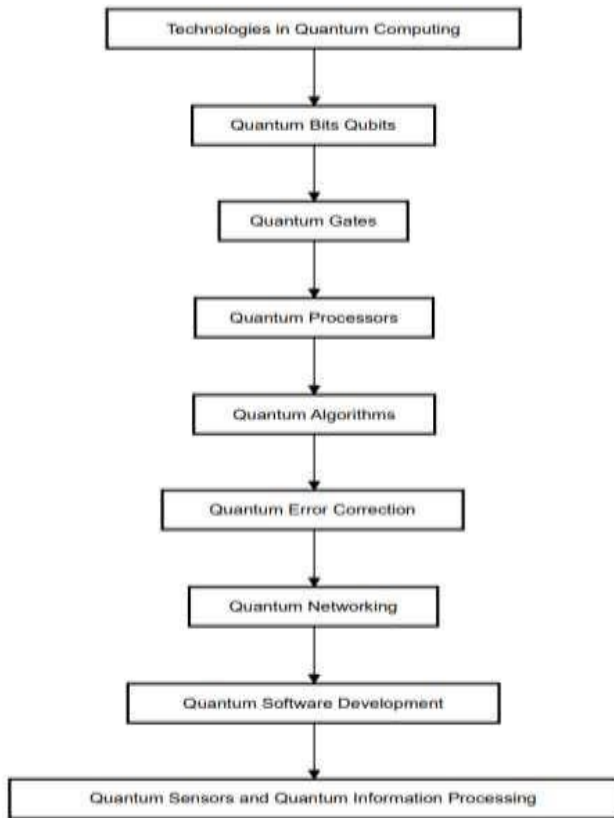 Technologies in Quantum Computing
Quantum Bits Qubits
Quantum Gates
Quantum Processors
Quantum Algorithms
Quantum Error Correction
Quantum Networking
Quantum Software Development
Quantum Sensors and Quantum Information Processing